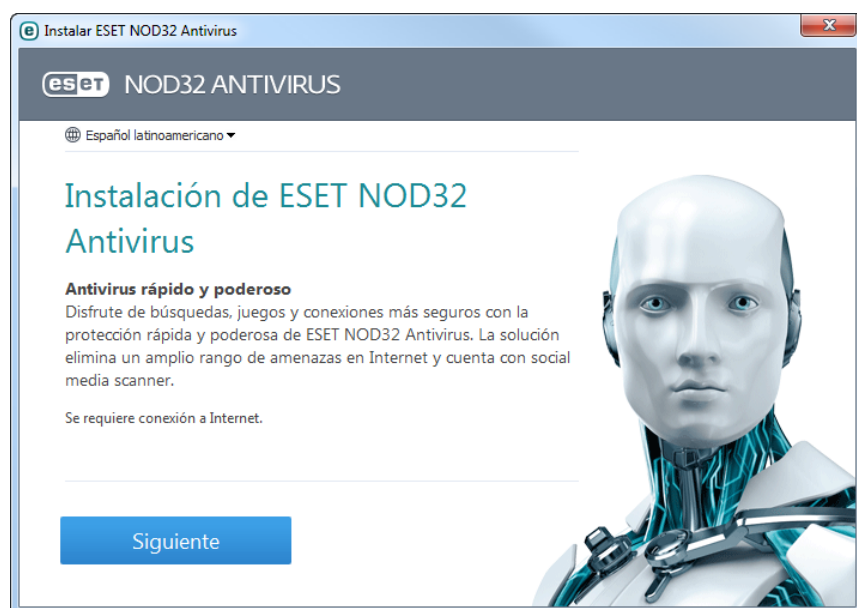 Instalar ESET NOD32 Antivirus
eset NOD32 ANTIVIRUS
Español latinoamericano
Instalación de ESET NOD32
Antivirus
Antivirus rápido y poderoso
Disfrute de búsquedas, juegos y conexiones más seguros con la
protección rápida y poderosa de ESET NOD32 Antivirus. La solución
elimina un amplio rango de amenazas en Internet y cuenta con social
media scanner.
Se requiere conexión a Internet.
Siguiente